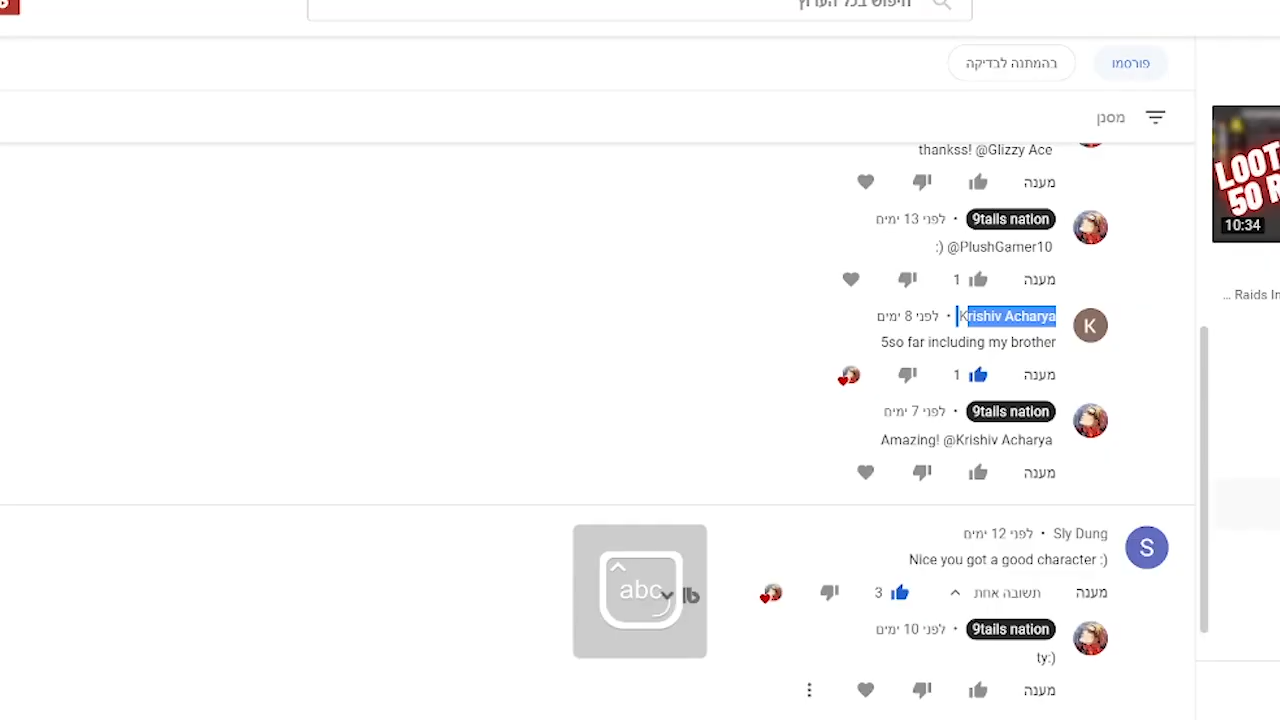 חיפוש בכל הערוץ
פורסמו
בהמתנה לבדיקה
מסנן
thankss! @Glizzy Ace
מענה
9tails nation • לפני 13 ימים
:) @PlushGamer10
מענה 1
Krishiv Acharya • לפני 8 ימים
5so far including my brother
מענה 1
9tails nation • לפני 7 ימים
Amazing! @Krishiv Acharya
מענה
Sly Dung • לפני 12 ימים
Nice you got a good character :)
מענה תשובה אחת 3
9tails nation • לפני 10 ימים
ty:)
מענה
K
S
abc
LOOT
50 R
10:34
... Raids In